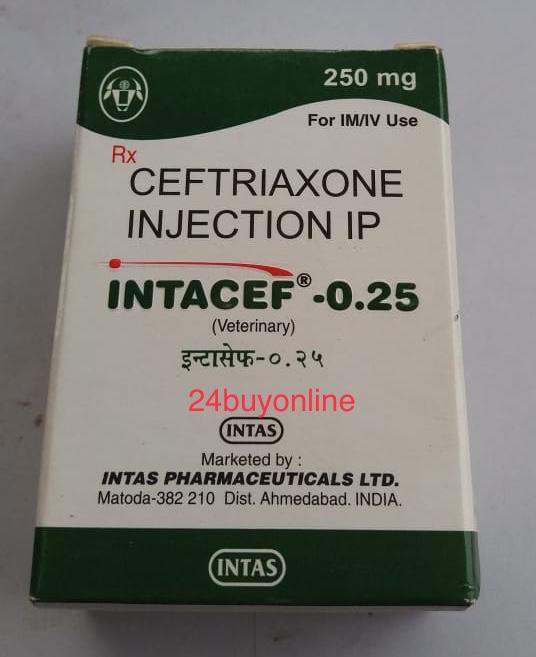 250 mg
For IM/IV Use
Rx
CEFTRIAXONE
INJECTION IP
INTACEF® -0.25
(Veterinary)
इन्टासेफ-०.२५
24buyonline
INTAS
Marketed by :
INTAS PHARMACEUTICALS LTD.
Matoda-382 210 Dist. Ahmedabad. INDIA.
INTAS